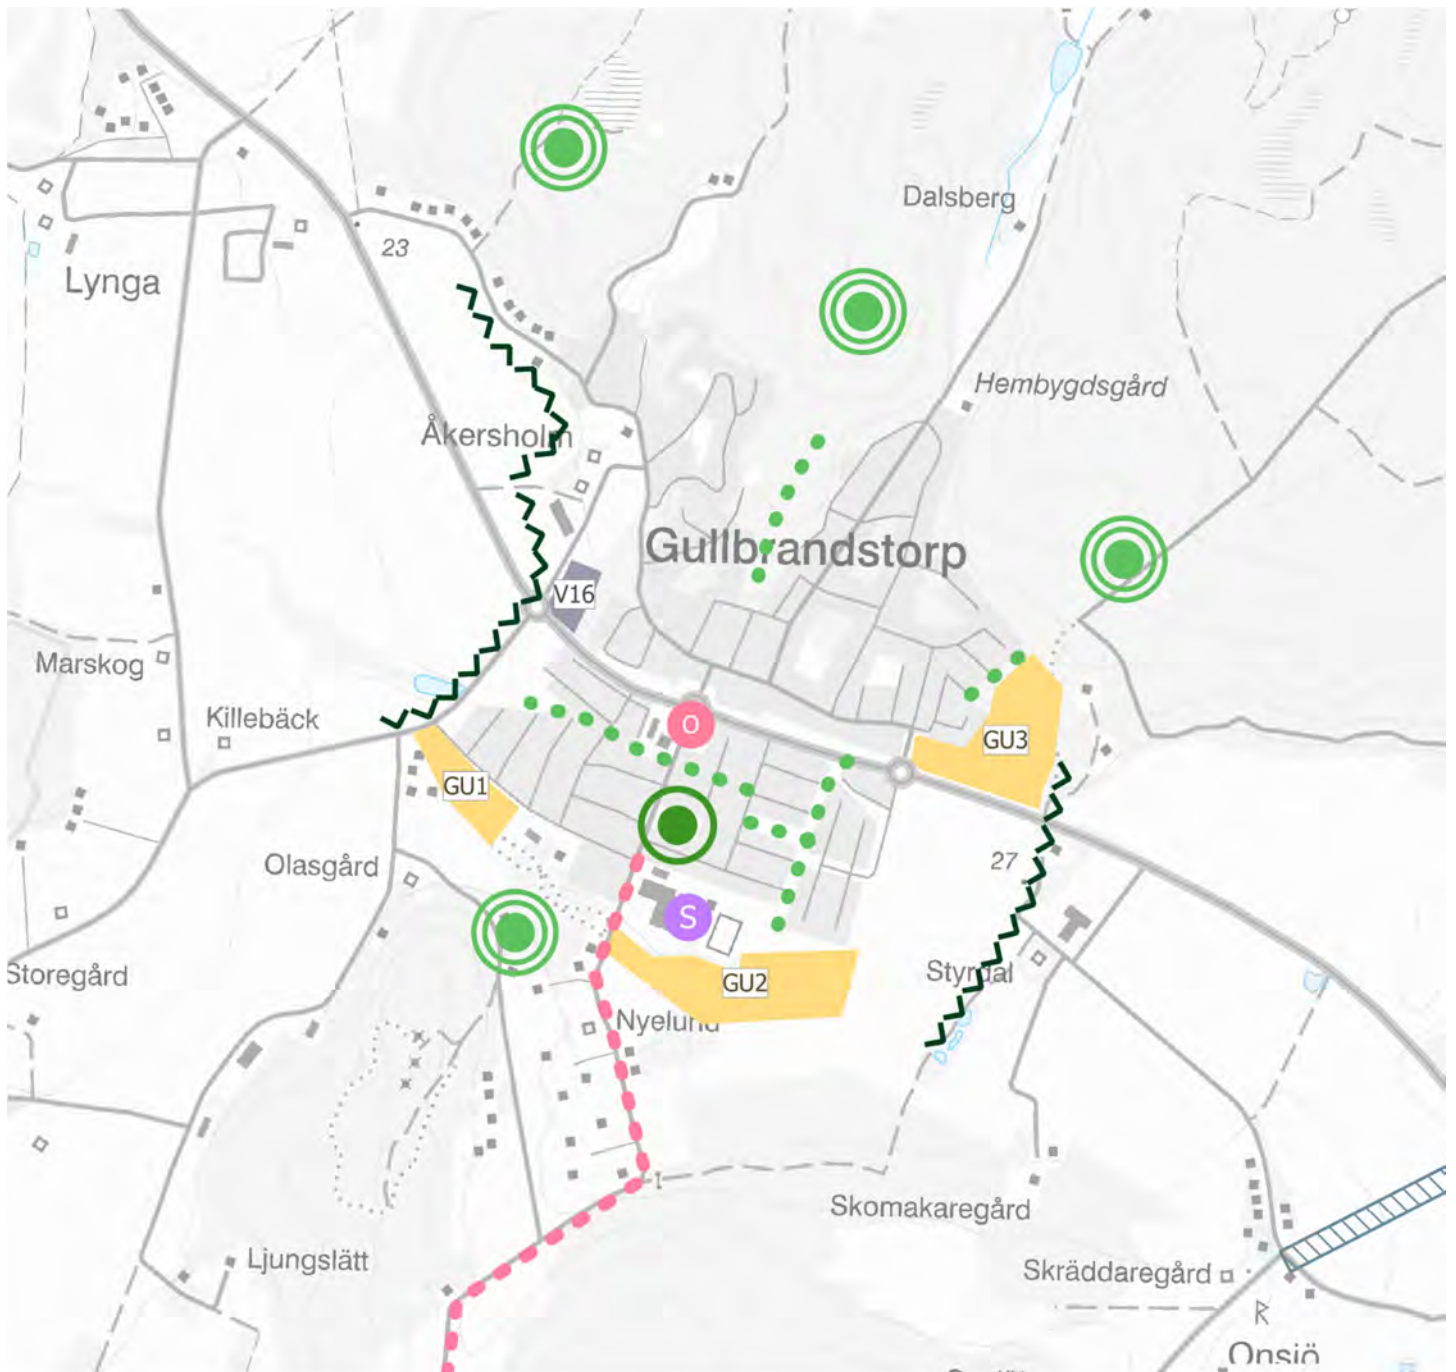 Dalsberg
23
Lynga
Hembygdsgård
Åkersholm
Gullbrandstorp
V16
Marskog
Killebäck
O
GU3
GU1
Olasgård
27
S
Storegård
Styrdal
GU2
Nyelund
Skomakaregård
Ljungslätt
Skräddaregård
R
Onsjö